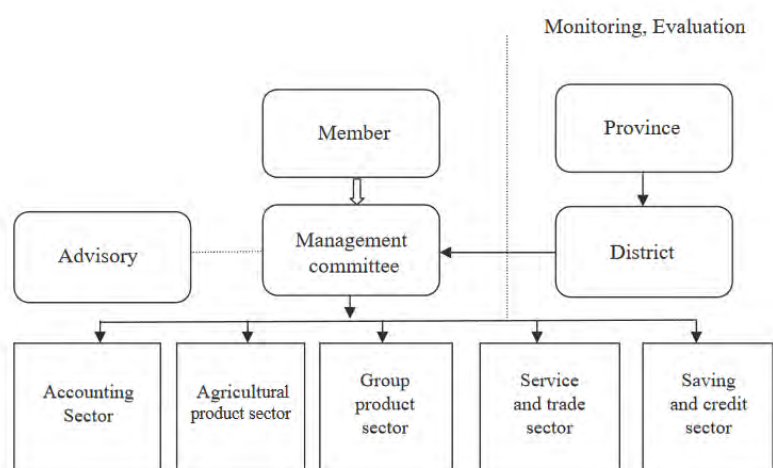 Monitoring, Evaluation
Member
Province
Advisory
Management
committee
District
Accounting
Sector
Agricultural
product sector
Group
product
sector
Service
and trade
sector
Saving
and credit
sector